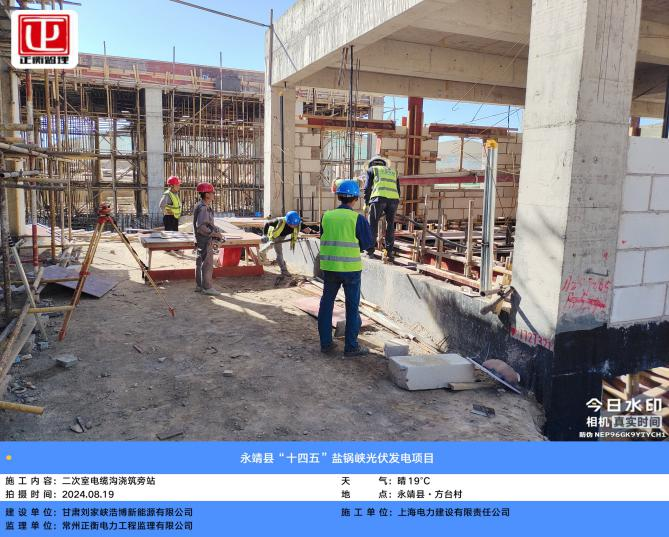 正衡监理
今日水印
相机 真实时间
防伪 NEP96GK9YIYCH1
永靖县“十四五”盐锅峡光伏发电项目
施工内容：二次室电缆沟浇筑旁站
天气：晴19℃
拍摄时间：2024.08.19
地点：永靖县·方台村
建设单位：甘肃刘家峡浩博新能源有限公司
施工单位：上海电力建设有限责任公司
监理单位：常州正衡电力工程监理有限公司